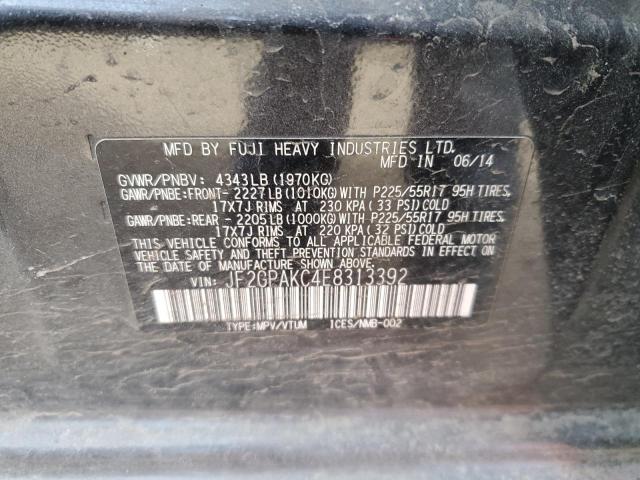 MFD BY FUJI HEAVY INDUSTRIES LTD.
MFD IN 06/14
GVWR/PNBV: 4343LB(1970KG)
GAWR/PNBE:FRONT- 2227LB(1010KG)WITH P225/55R17 95H TIRES,
17X7J RIMS AT 230 KPA(33 PSI)COLD
GAWR/PNBE:REAR - 2205LB(1000KG)WITH P225/55R17 95H TIRES,
17X7J RIMS AT 220 KPA(32 PSI)COLD
THIS VEHICLE CONFORMS TO ALL APPLICABLE FEDERAL MOTOR
VEHICLE SAFETY AND THEFT PREVENTION STANDARDS IN EFFECT
ON THE DATE OF MANUFACTURE SHOWN ABOVE.
VIN: JF2GPAKC4E8313392
TYPE:MPV/VTUM ICES/NMB-002